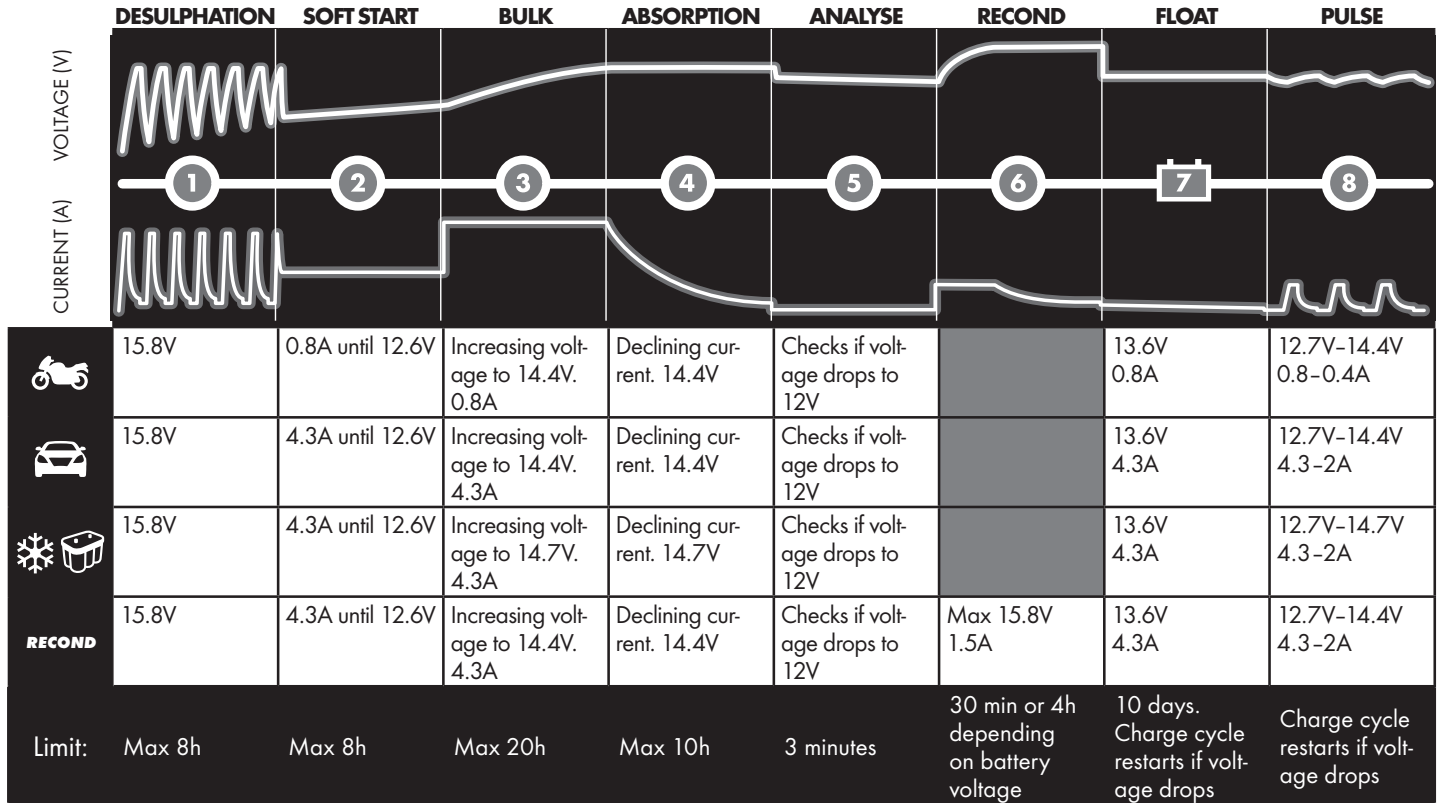 DESULPHATION SOFT START BULK ABSORPTION ANALYSE RECOND FLOAT PULSE
VOLTAGE (V)
1 2 3 4 5 6 7 8
CURRENT (A)
15.8V
0.8A until 12.6V
Increasing volt-
age to 14.4V.
0.8A
Declining cur-
rent. 14.4V
Checks if volt-
age drops to
12V
13.6V
0.8A
12.7V–14.4V
0.8–0.4A
15.8V
4.3A until 12.6V
Increasing volt-
age to 14.4V.
4.3A
Declining cur-
rent. 14.4V
Checks if volt-
age drops to
12V
13.6V
4.3A
12.7V–14.4V
4.3–2A
15.8V
4.3A until 12.6V
Increasing volt-
age to 14.7V.
4.3A
Declining cur-
rent. 14.7V
Checks if volt-
age drops to
12V
13.6V
4.3A
12.7V–14.7V
4.3–2A
RECOND
15.8V
4.3A until 12.6V
Increasing volt-
age to 14.4V.
4.3A
Declining cur-
rent. 14.4V
Checks if volt-
age drops to
12V
Max 15.8V
1.5A
13.6V
4.3A
12.7V–14.4V
4.3–2A
Limit:
Max 8h
Max 8h
Max 20h
Max 10h
3 minutes
30 min or 4h
depending
on battery
voltage
10 days.
Charge cycle
restarts if volt-
age drops
Charge cycle
restarts if volt-
age drops